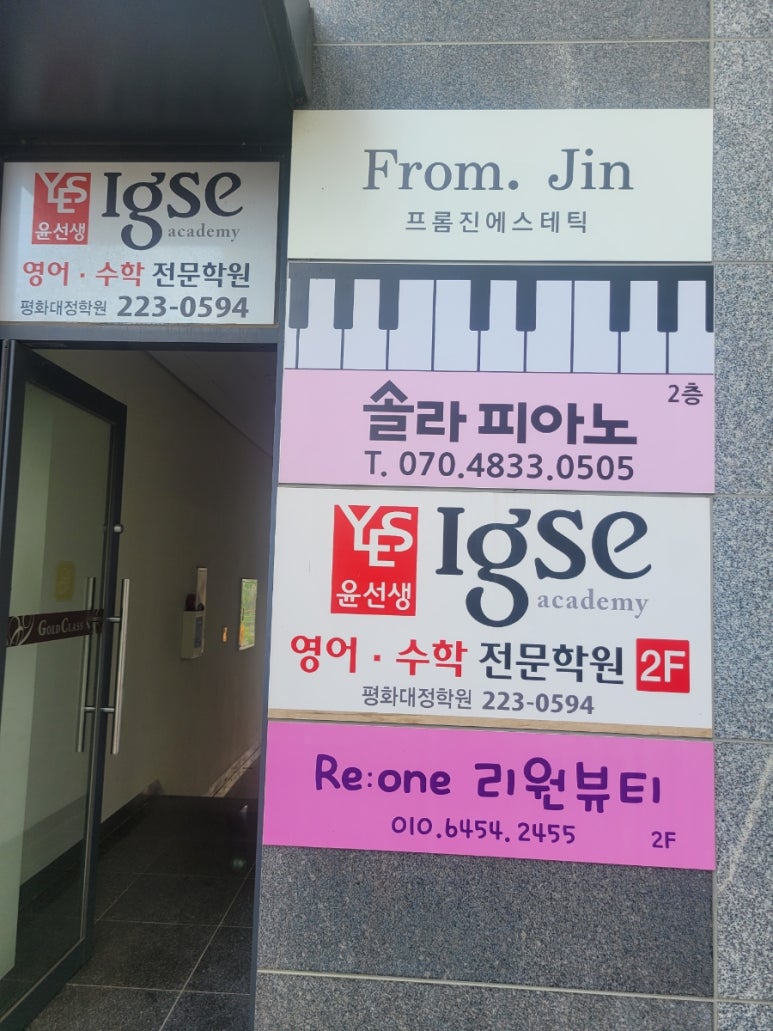 YES
윤선생
Igse
academy
영어 · 수학 전문학원
평화대정학원 223-0594
GOLD CLASS
From. Jin
프롬진에스테틱
2층
솔라 피아노
T. 070.4833.0505
YES
윤선생
Igse
academy
영어 · 수학 전문학원 2F
평화대정학원 223-0594
Re:one 리원뷰티
010.6454.2455
2F